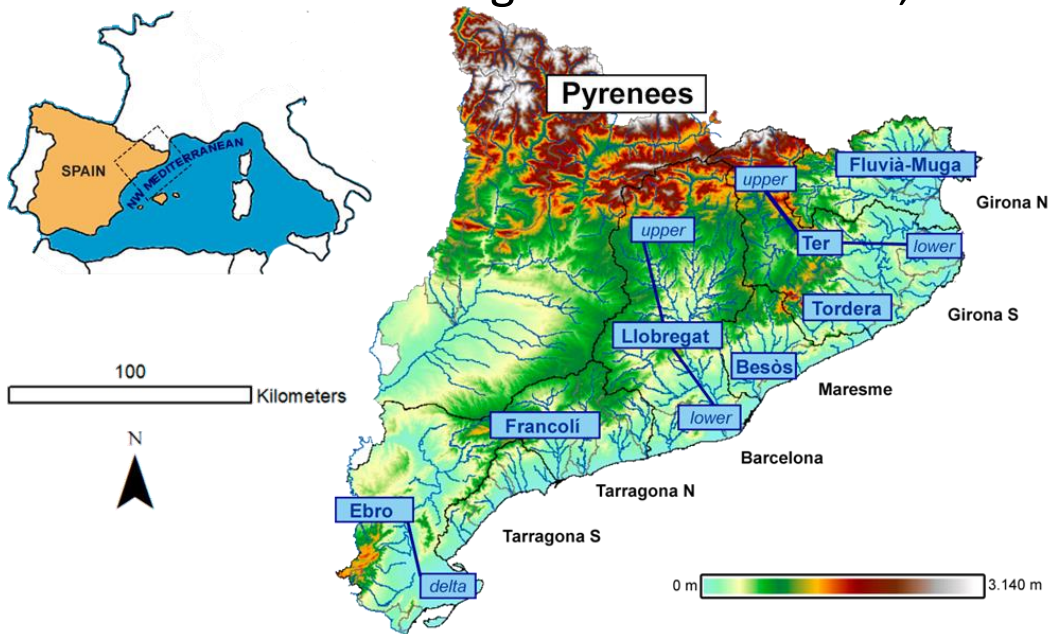 Pyrenees
SPAIN
NW MEDITERRANEAN
Fluvià-Muga
upper
Girona N
upper
Ter
lower
Tordera
Girona S
Llobregat
Besòs
100
Kilometers
Maresme
lower
Francolí
N
Barcelona
Tarragona N
Ebro
Tarragona S
0 m
3.140 m
delta